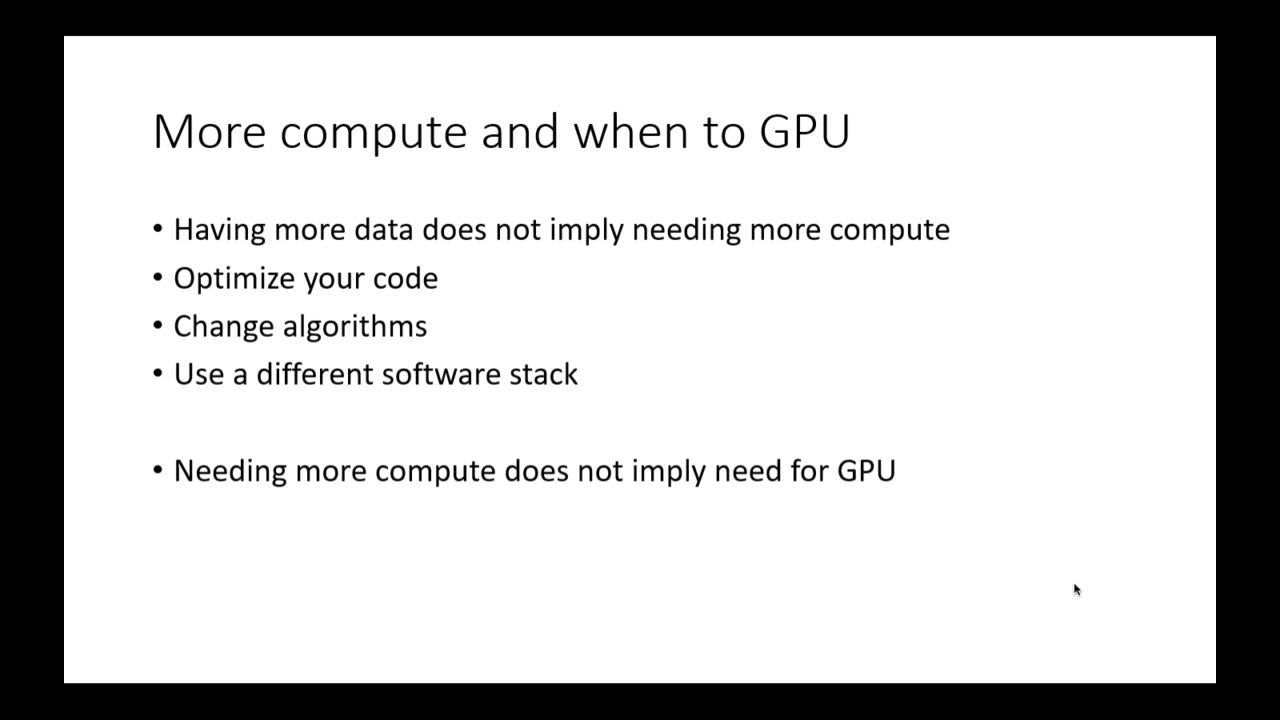 More compute and when to GPU
• Having more data does not imply needing more compute
• Optimize your code
• Change algorithms
• Use a different software stack
• Needing more compute does not imply need for GPU